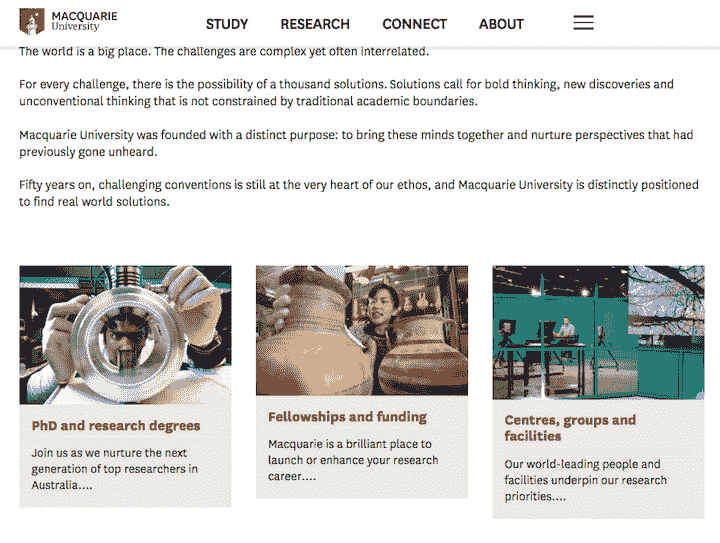 MACQUARIE
University
STUDY RESEARCH CONNECT ABOUT
The world is a big place. The challenges are complex yet often interrelated.
For every challenge, there is the possibility of a thousand solutions. Solutions call for bold thinking, new discoveries and
unconventional thinking that is not constrained by traditional academic boundaries.
Macquarie University was founded with a distinct purpose: to bring these minds together and nurture perspectives that had
previously gone unheard.
Fifty years on, challenging conventions is still at the very heart of our ethos, and Macquarie University is distinctly positioned
to find real world solutions.
PhD and research degrees
Join us as we nurture the next
generation of top researchers in
Australia....
Fellowships and funding
Macquarie is a brilliant place to
launch or enhance your research
career....
Centres, groups and
facilities
Our world-leading people and
facilities underpin our research
priorities....